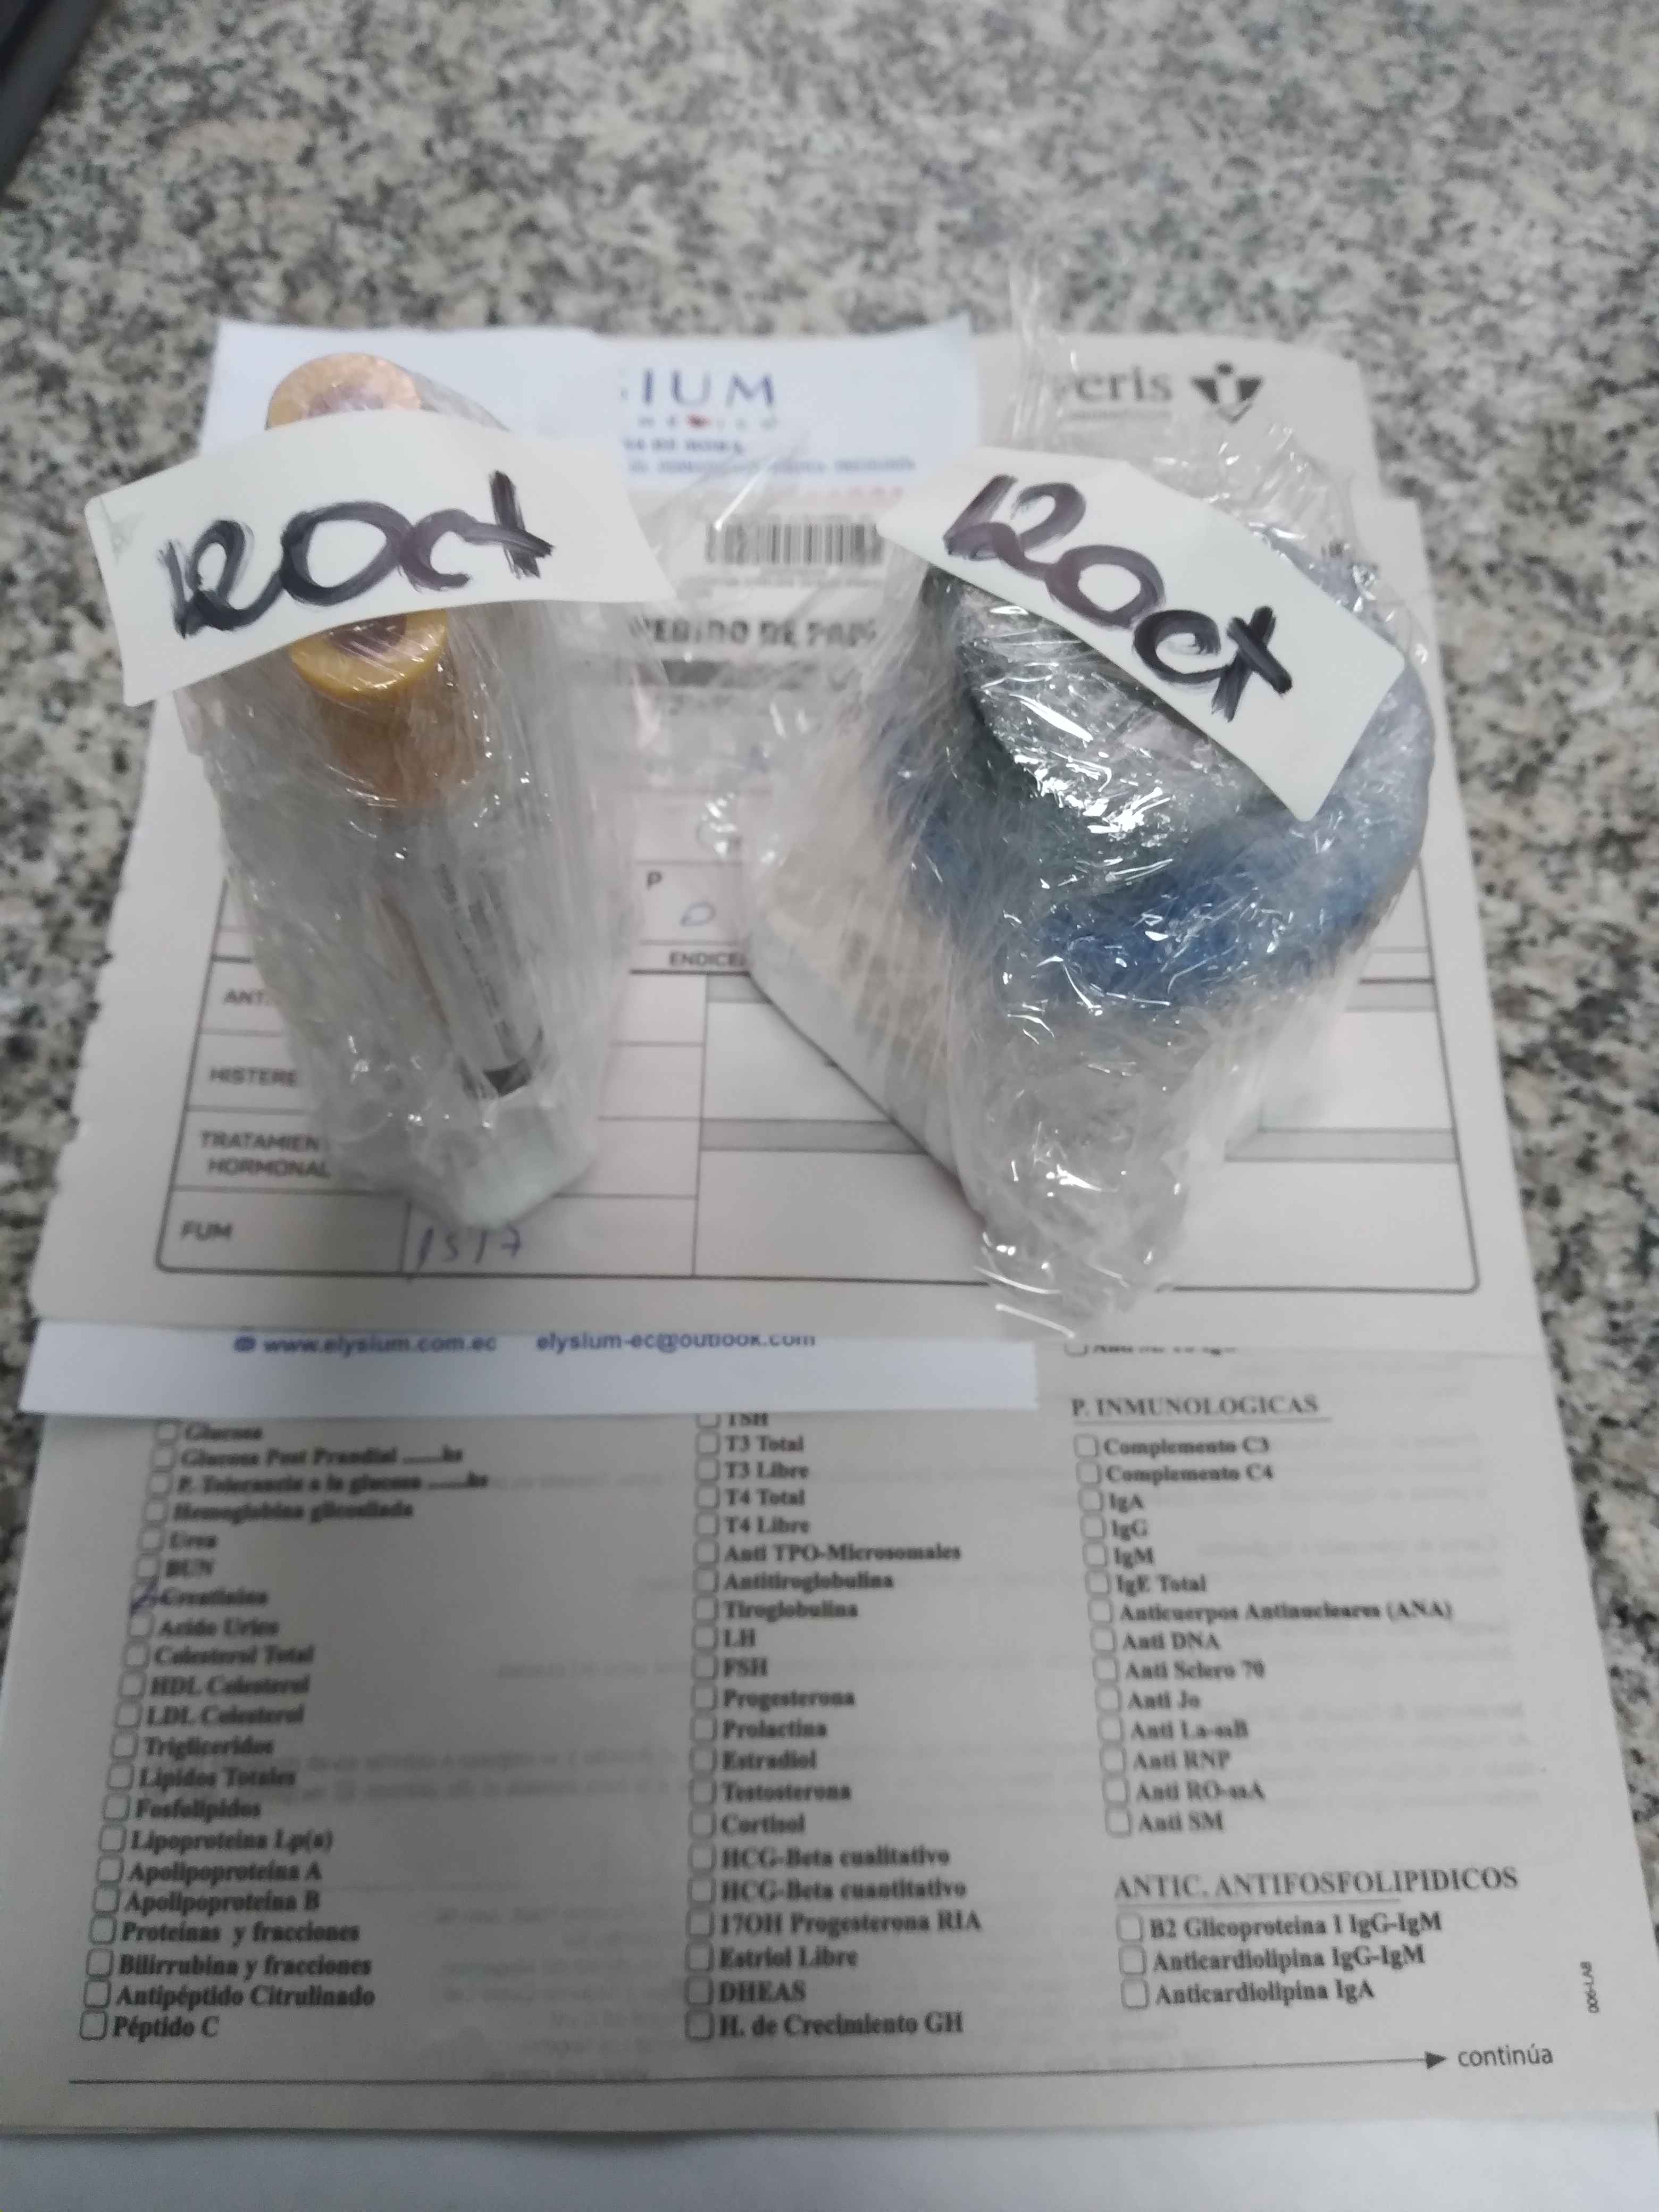 IUM
veris
12 Oct
12 Oct
PEDIDO DE PAP
P
ENDICE
ANT.
HISTERE
TRATAMIEN
HORMONAL
FUM
1517
www.elysium.com.ec elysium-ec@outlook.com
Glucosa
Glucosa Post Prandial ......hs
P. Tolerancia a la glucosa ......hs
Hemoglobina glicosilada
Urea
BUN
Creatinina
Acido Urico
Colesterol Total
HDL Colesterol
LDL Colesterol
Trigliceridos
Lipidos Totales
Fosfolipidos
Lipoproteina Lp(a)
Apolipoproteina A
Apolipoproteina B
Proteinas y fracciones
Bilirrubina y fracciones
Antipéptido Citrulinado
Péptido C
TSH
T3 Total
T3 Libre
T4 Total
T4 Libre
Anti TPO-Microsomales
Antitiroglobulina
Tiroglobulina
LH
FSH
Progesterona
Prolactina
Estradiol
Testosterona
Cortisol
HCG-Beta cualitativo
HCG-Beta cuantitativo
17OH Progesterona RIA
Estriol Libre
DHEAS
H. de Crecimiento GH
P. INMUNOLOGICAS
Complemento C3
Complemento C4
IgA
IgG
IgM
IgE Total
Anticuerpos Antinucleares (ANA)
Anti DNA
Anti Sclero 70
Anti Jo
Anti La-ssB
Anti RNP
Anti RO-ssA
Anti SM
ANTIC. ANTIFOSFOLIPIDICOS
B2 Glicoproteina I IgG-IgM
Anticardiolipina IgG-IgM
Anticardiolipina IgA
006-LAB
continúa